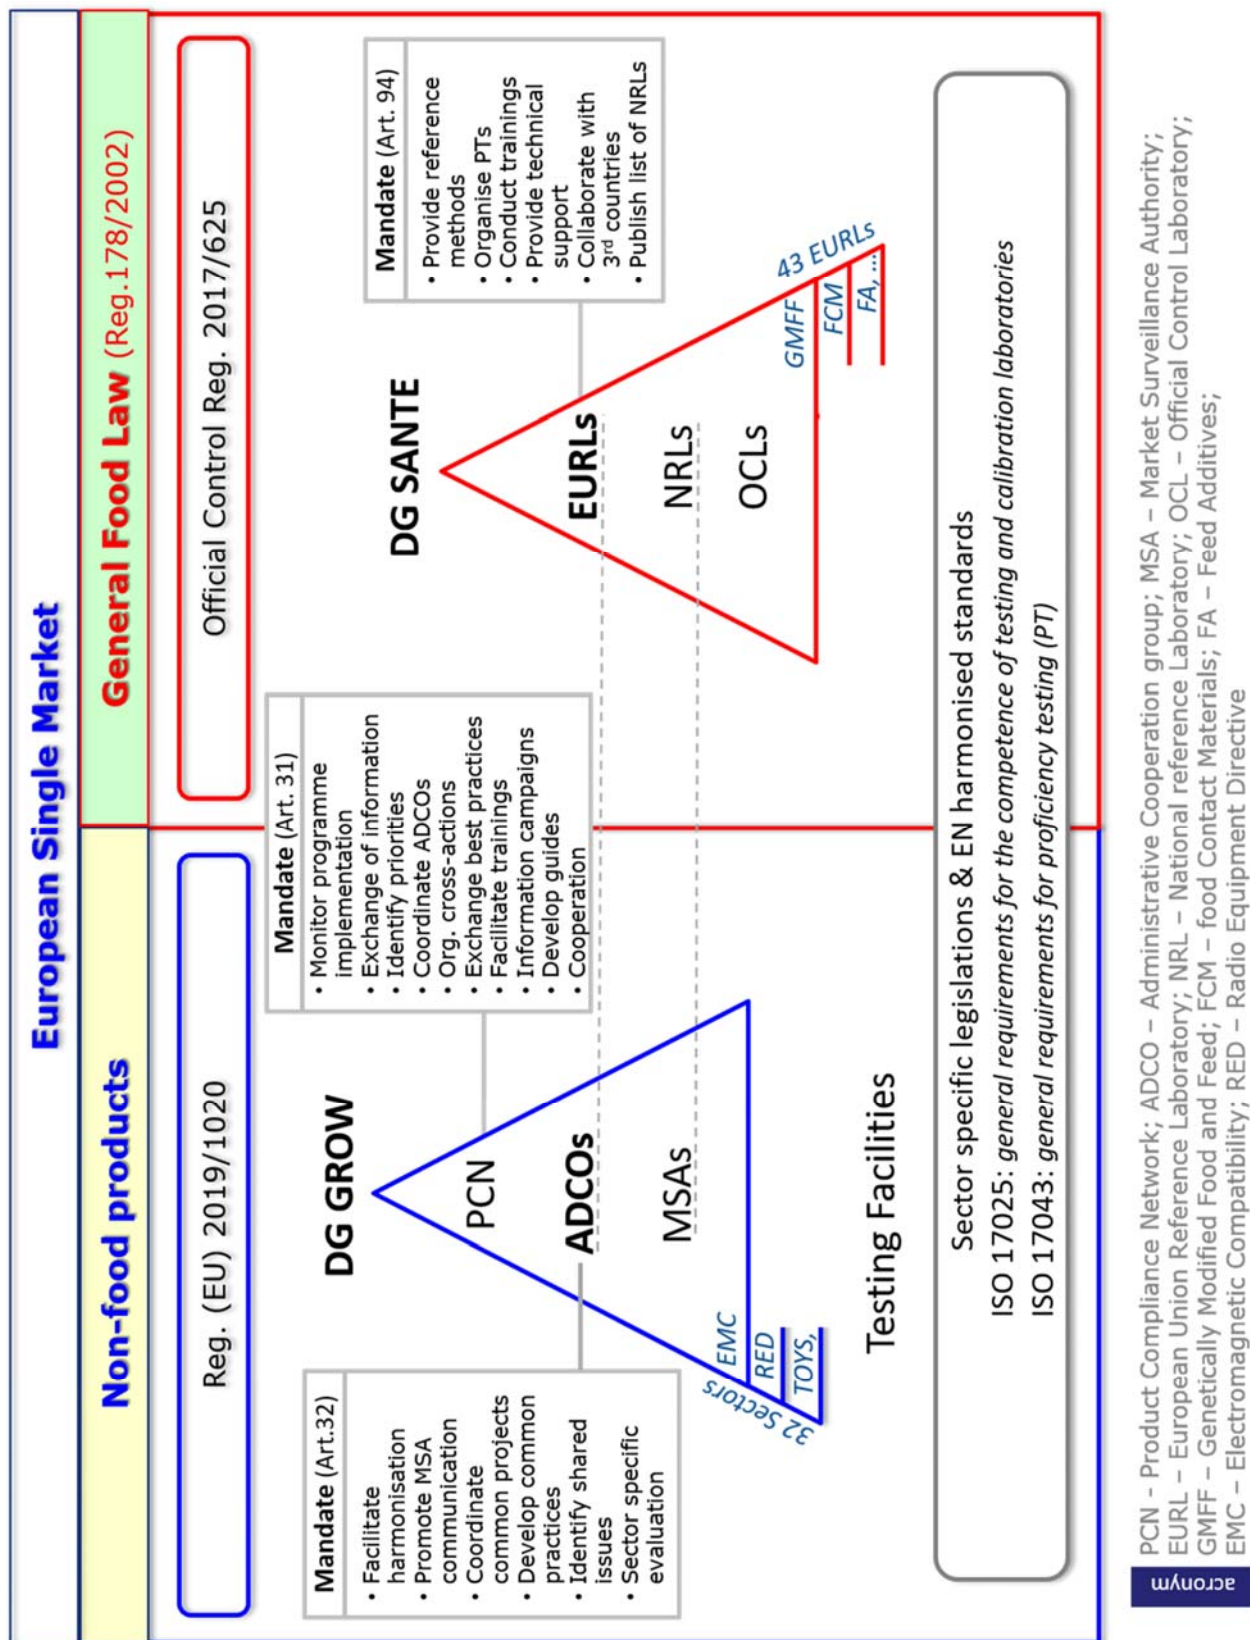 European Single Market
Non-food products
General Food Law (Reg.178/2002)
Reg. (EU) 2019/1020
Official Control Reg. 2017/625
Mandate (Art.32)
• Facilitate
harmonisation
• Promote MSA
communication
• Coordinate
common projects
• Develop common
practices
• Identify shared
issues
• Sector specific
evaluation
DG GROW
PCN
ADCOs
MSAs
32 Sectors
EMC
RED
TOYS,
Testing Facilities
Mandate (Art. 31)
• Monitor programme
implementation
• Exchange of information
• Identify priorities
• Coordinate ADCOs
• Org. cross-actions
• Exchange best practices
• Facilitate trainings
• Information campaigns
• Develop guides
• Cooperation
DG SANTE
EURLs
NRLs
OCLs
GMFF
FCM
FA, ...
43 EURLs
Mandate (Art. 94)
• Provide reference
methods
• Organise PTs
• Conduct trainings
• Provide technical
support
• Collaborate with
3rd countries
• Publish list of NRLs
Sector specific legislations & EN harmonised standards
ISO 17025: general requirements for the competence of testing and calibration laboratories
ISO 17043: general requirements for proficiency testing (PT)
acronym
PCN - Product Compliance Network; ADCO – Administrative Cooperation group; MSA – Market Surveillance Authority;
EURL – European Union Reference Laboratory; NRL – National reference Laboratory; OCL – Official Control Laboratory;
GMFF – Genetically Modified Food and Feed; FCM – food Contact Materials; FA – Feed Additives;
EMC – Electromagnetic Compatibility; RED – Radio Equipment Directive